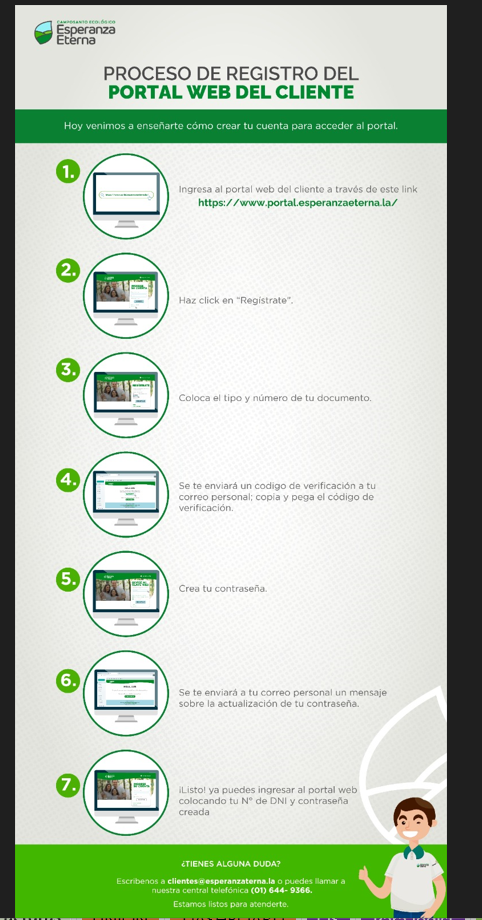 CAMPOSANTO ECOLÓGICO
Esperanza
Eterna
PROCESO DE REGISTRO DEL
PORTAL WEB DEL CLIENTE
Hoy venimos a enseñarte cómo crear tu cuenta para acceder al portal.
1.
Ingresa al portal web del cliente a través de este link
https://www.portal.esperanzaeterna.la/
2.
Haz click en "Regístrate".
3.
Coloca el tipo y número de tu documento.
4.
Se te enviará un codigo de verificación a tu
correo personal; copia y pega el código de
verificación.
5.
Crea tu contraseña.
6.
Se te enviará a tu correo personal un mensaje
sobre la actualización de tu contraseña.
7.
¡Listo! ya puedes ingresar al portal web
colocando tu N° de DNI y contraseña
creada
¿TIENES ALGUNA DUDA?
Escríbenos a clientes@esperanzaterna.la o puedes llamar a
nuestra central telefónica (01) 644- 9366.
Estamos listos para atenderte.